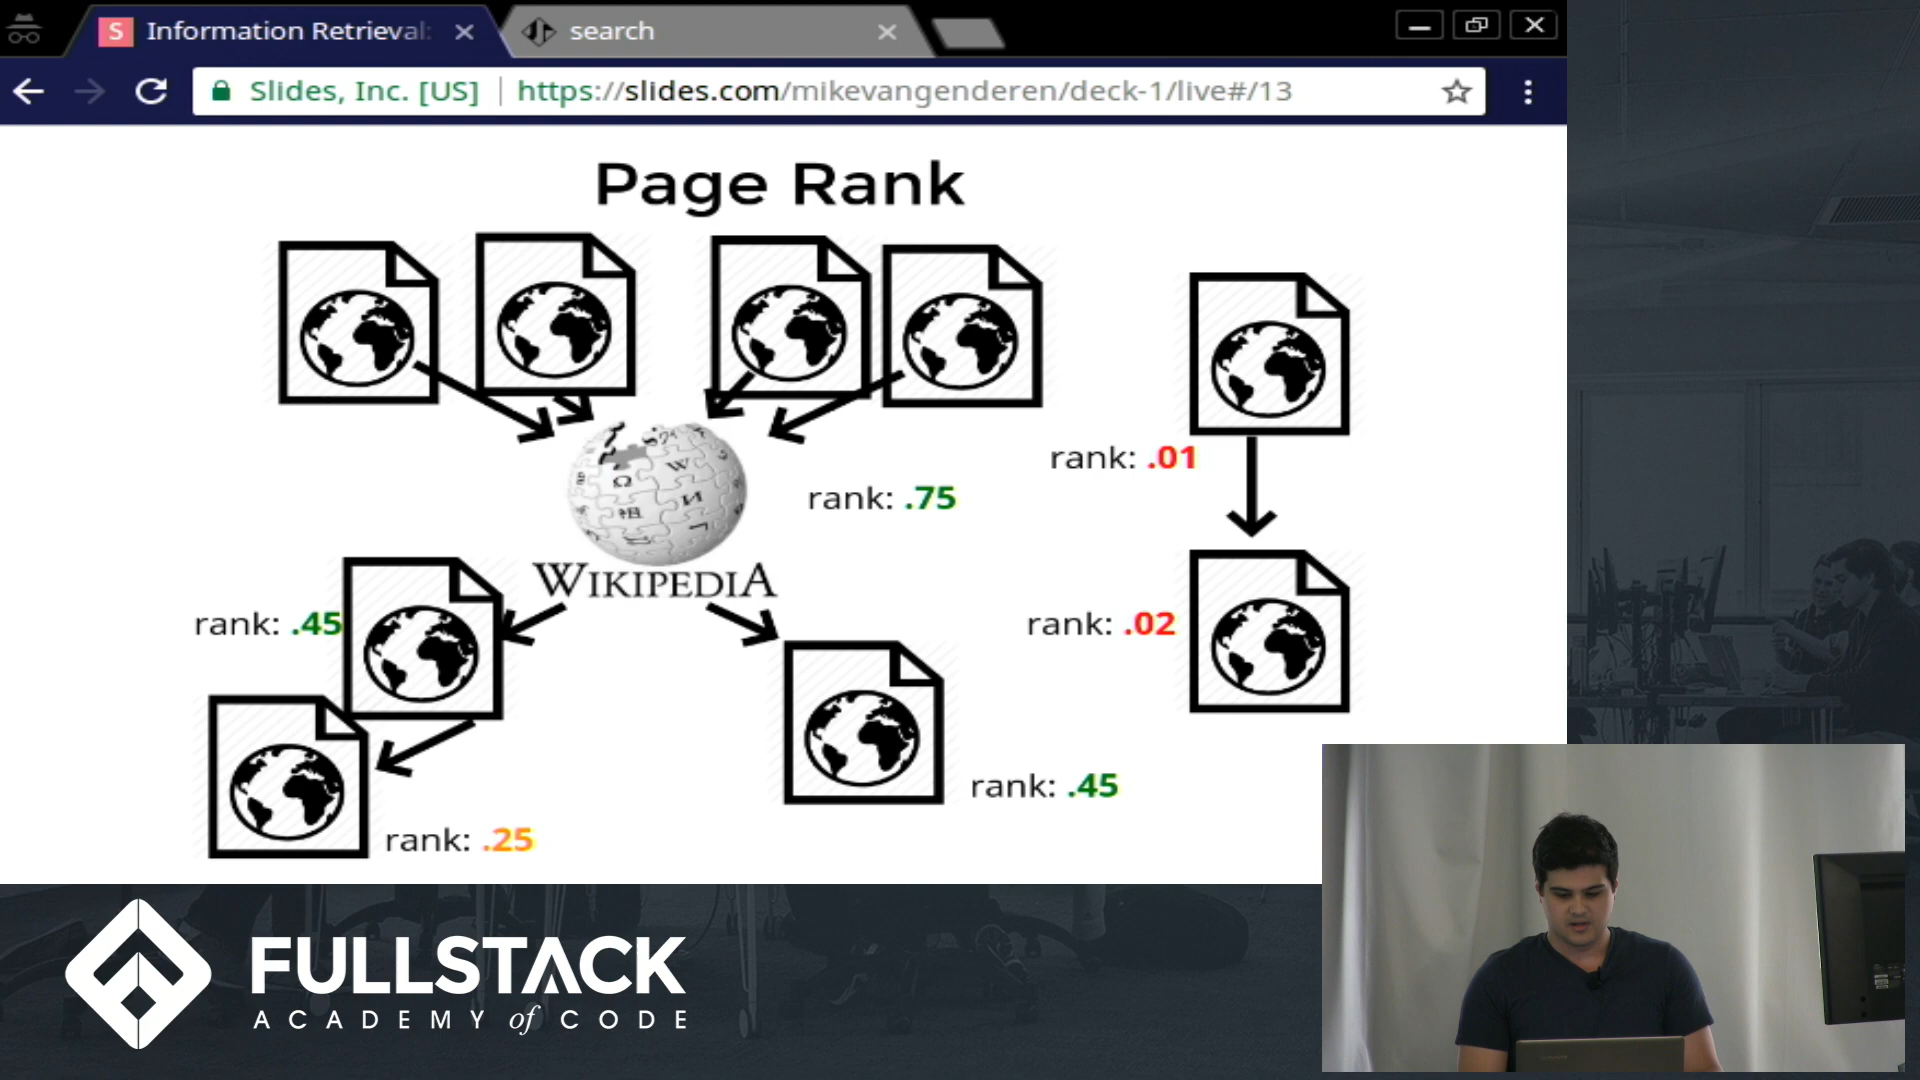 S Information Retrieval:
search
Slides, Inc. [US] https://slides.com/mikevangenderen/deck-1/live#/13
Page Rank
rank: .01
rank: .75
WIKIPEDIA
rank: .45
rank: .02
rank: .45
rank: .25
FULLSTACK
ACADEMY of CODE